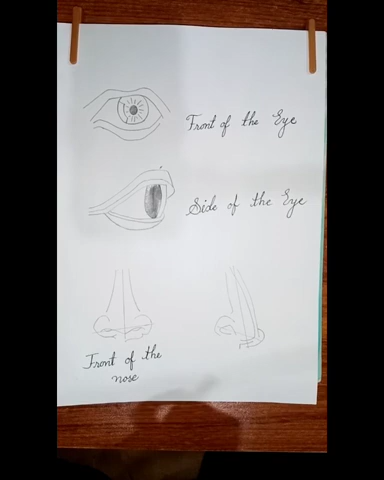 Front of the Eye
Side of the Eye
Front of the
nose